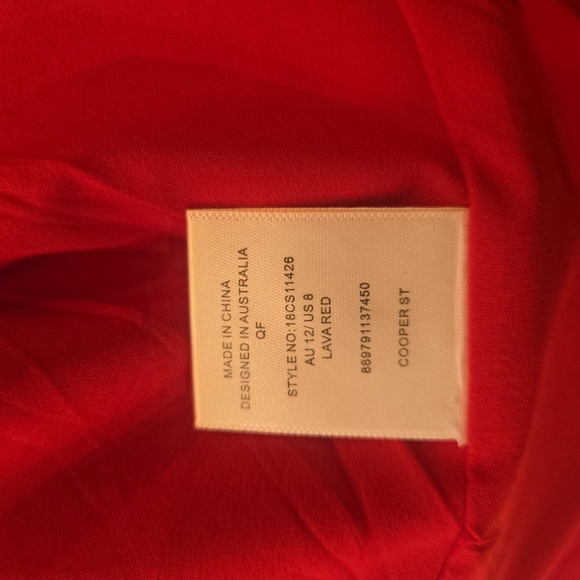 MADE IN CHINA
DESIGNED IN AUSTRALIA
QF
STYLE NO:18CS11426
AU 12/ US 8
LAVA RED
889791137450
COOPER ST